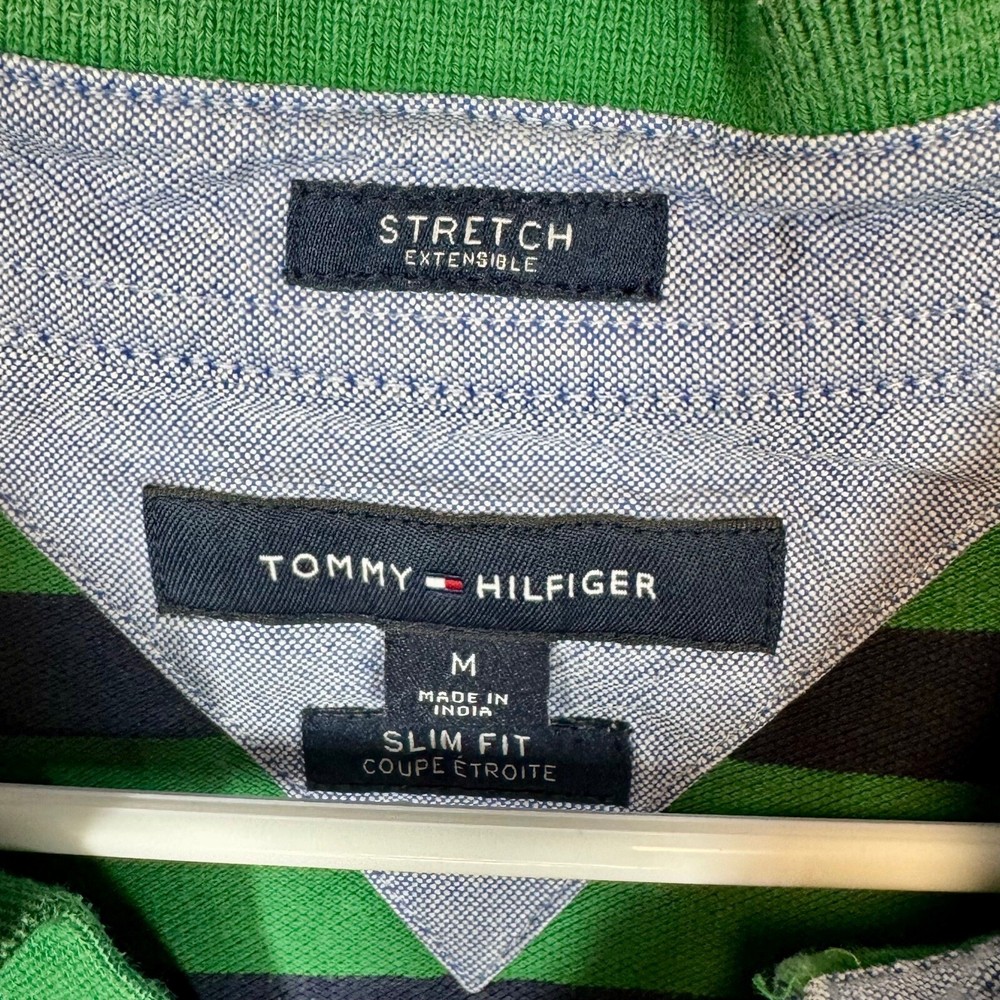 STRETCH
EXTENSIBLE
TOMMY HILFIGER
M
MADE IN
INDIA
SLIM FIT
COUPE ÉTROITE